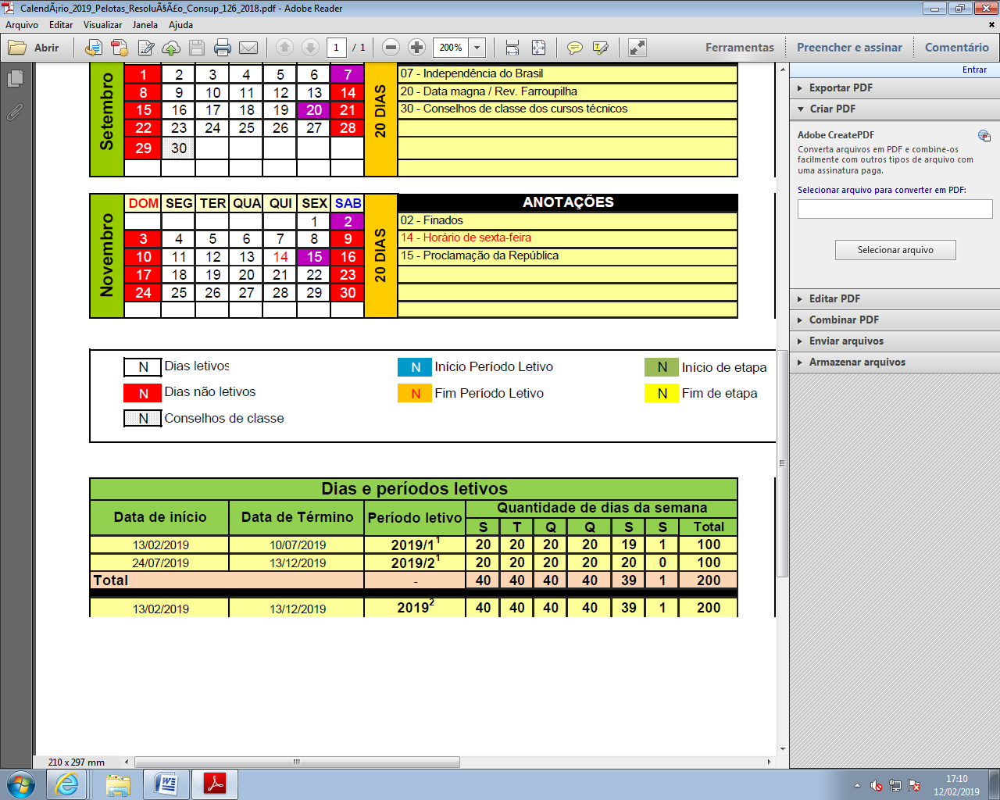 CalendÃ¡rio_2019_Pelotas_ResoluÃ§Ã£o_Consup_126_2018.pdf - Adobe Reader
Arquivo Editar Visualizar Janela Ajuda
Abrir 1 / 1 200% Ferramentas Preencher e assinar Comentário
Entrar
Exportar PDF
Criar PDF
Adobe CreatePDF
Converta arquivos em PDF e combine-os
facilmente com outros tipos de arquivo com
uma assinatura paga.
Selecionar arquivo para converter em PDF:
Selecionar arquivo
Editar PDF
Combinar PDF
Enviar arquivos
Armazenar arquivos
Setembro
1 2 3 4 5 6 7
8 9 10 11 12 13 14
15 16 17 18 19 20 21
22 23 24 25 26 27 28
29 30
20 DIAS
07 - Independência do Brasil
20 - Data magna / Rev. Farroupilha
30 - Conselhos de classe dos cursos técnicos
Novembro
DOM SEG TER QUA QUI SEX SAB
1 2
3 4 5 6 7 8 9
10 11 12 13 14 15 16
17 18 19 20 21 22 23
24 25 26 27 28 29 30
20 DIAS
ANOTAÇÕES
02 - Finados
14 - Horário de sexta-feira
15 - Proclamação da República
N Dias letivos N Início Período Letivo N Início de etapa
N Dias não letivos N Fim Período Letivo N Fim de etapa
N Conselhos de classe
Dias e períodos letivos
Data de início Data de Término Período letivo Quantidade de dias da semana
S T Q Q S S Total
13/02/2019 10/07/2019 2019/1¹ 20 20 20 20 19 1 100
24/07/2019 13/12/2019 2019/2¹ 20 20 20 20 20 0 100
Total - 40 40 40 40 39 1 200
13/02/2019 13/12/2019 2019² 40 40 40 40 39 1 200
210 x 297 mm
17:10
12/02/2019